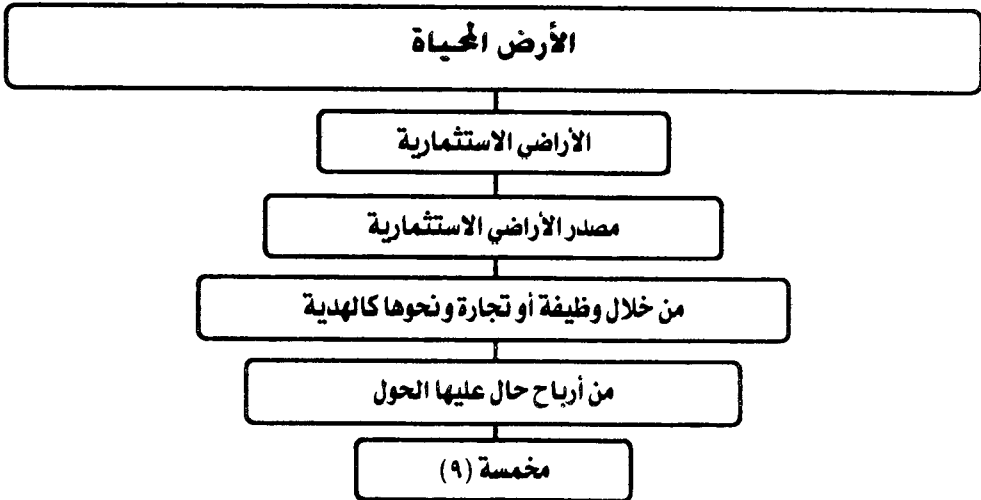 الأرض المحياة
الأراضي الاستثمارية
مصدر الأراضي الاستثمارية
من خلال وظيفة أو تجارة ونحوها كالهدية
من أرباح حال عليها الحول
مخمسة (٩)